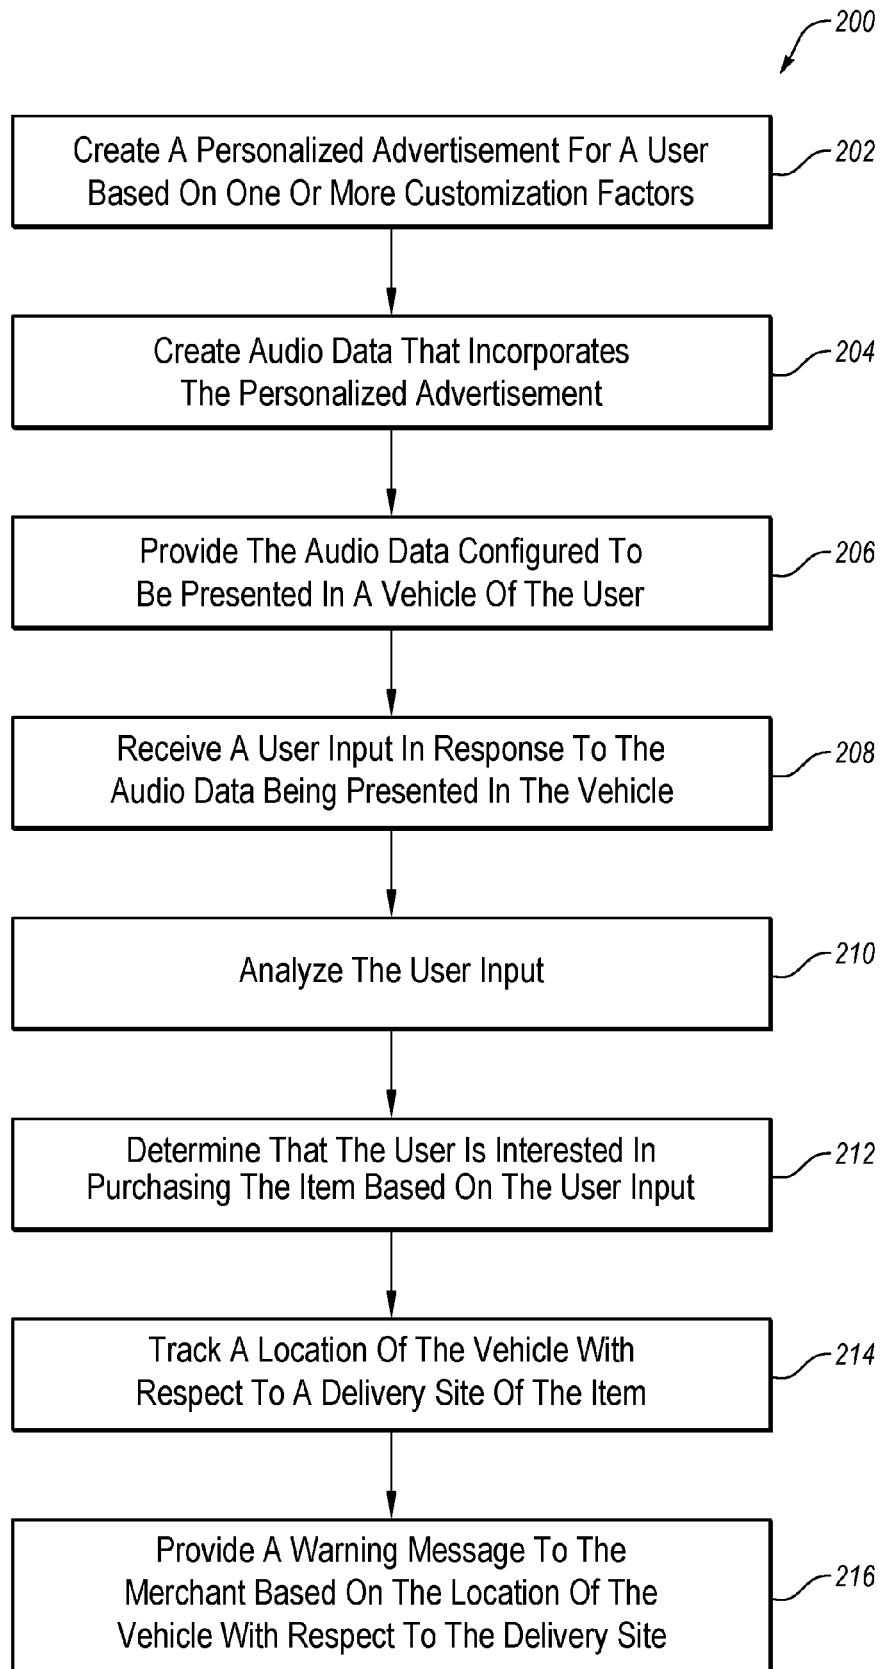 200
Create A Personalized Advertisement For A User
Based On One Or More Customization Factors
202
Create Audio Data That Incorporates
The Personalized Advertisement
204
Provide The Audio Data Configured To
Be Presented In A Vehicle Of The User
206
Receive A User Input In Response To The
Audio Data Being Presented In The Vehicle
208
Analyze The User Input
210
Determine That The User Is Interested In
Purchasing The Item Based On The User Input
212
Track A Location Of The Vehicle With
Respect To A Delivery Site Of The Item
214
Provide A Warning Message To The
Merchant Based On The Location Of The
Vehicle With Respect To The Delivery Site
216